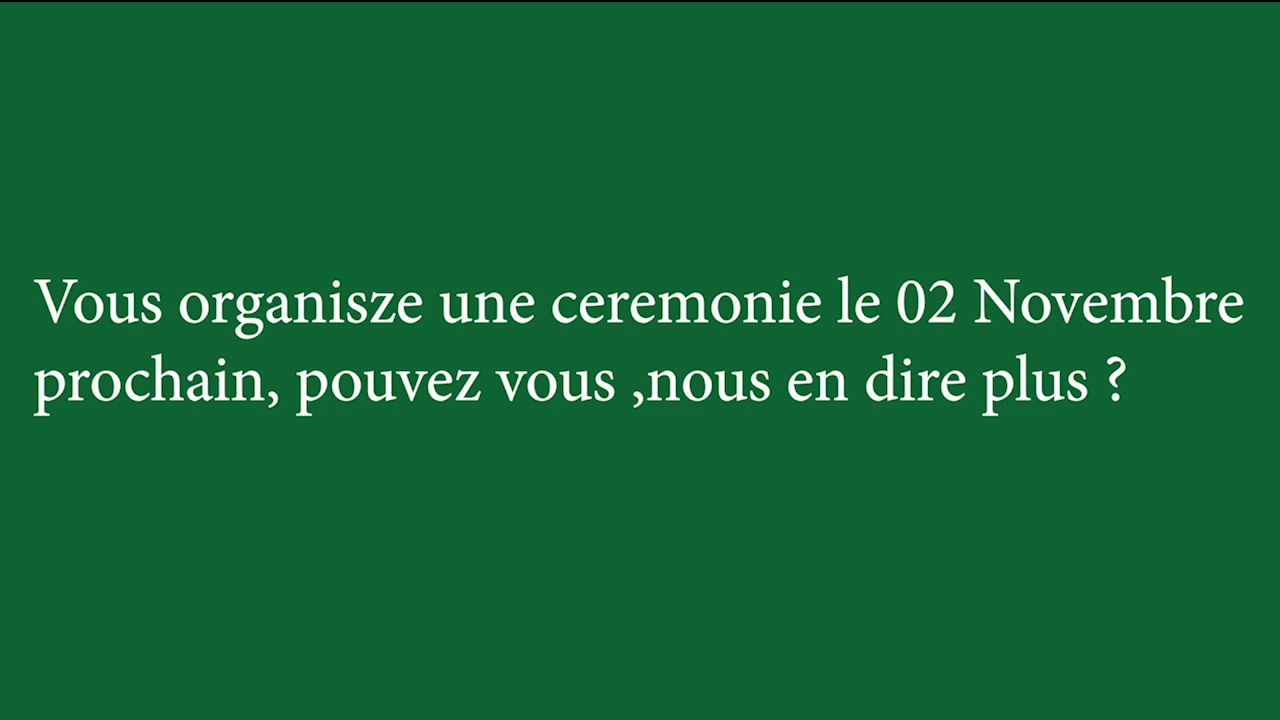 Vous organisze une ceremonie le 02 Novembre
prochain, pouvez vous ,nous en dire plus ?